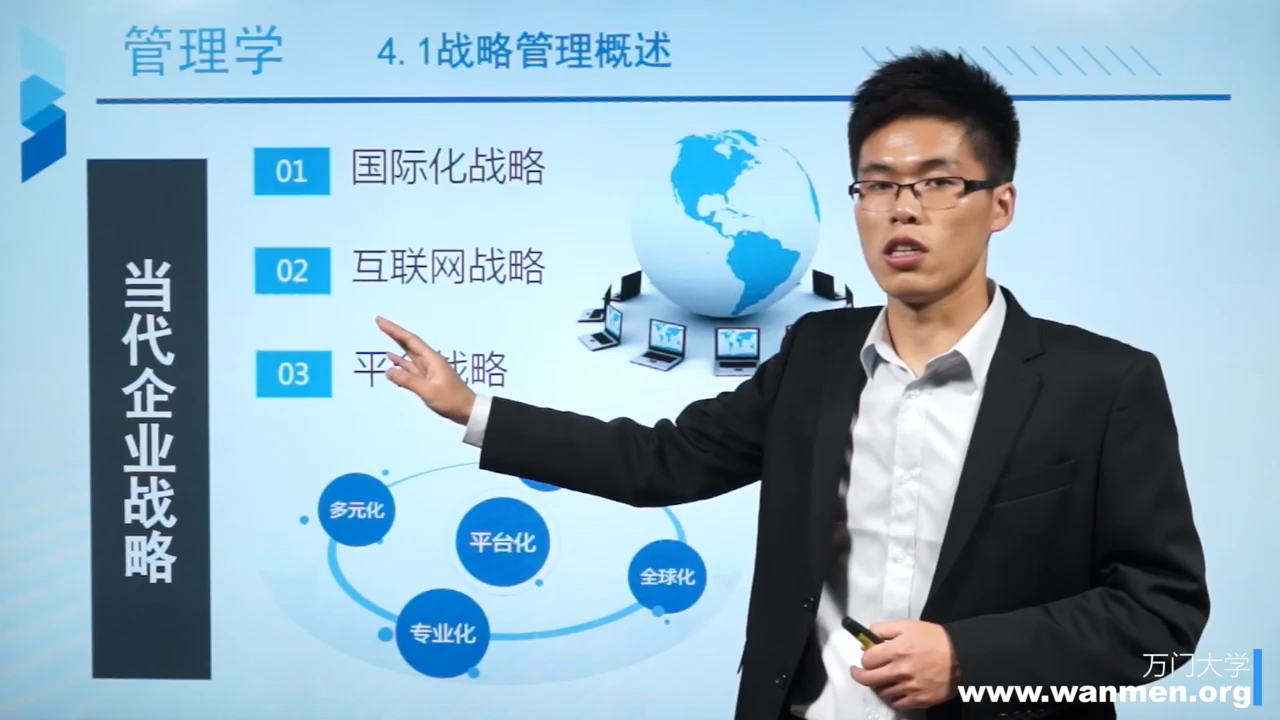 管理学
4.1战略管理概述
当代企业战略
01 国际化战略
02 互联网战略
03 平 战略
多元化
平台化
全球化
专业化
万门大学
www.wanmen.org